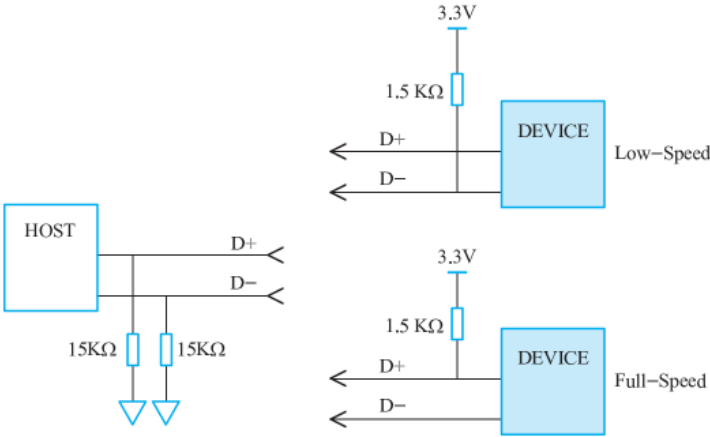 3.3V
1.5 KΩ
D+
D−
DEVICE
Low−Speed
HOST
D+
D−
15KΩ
15KΩ
3.3V
1.5 KΩ
D+
D−
DEVICE
Full−Speed